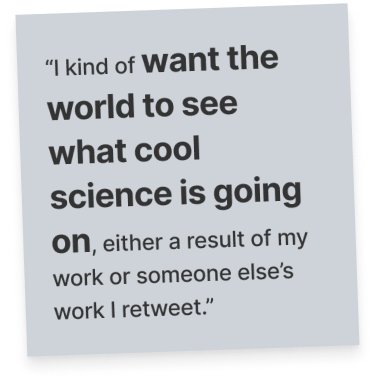 “I kind of want the
world to see
what cool
science is going
on, either a result of my
work or someone else’s
work I retweet.”